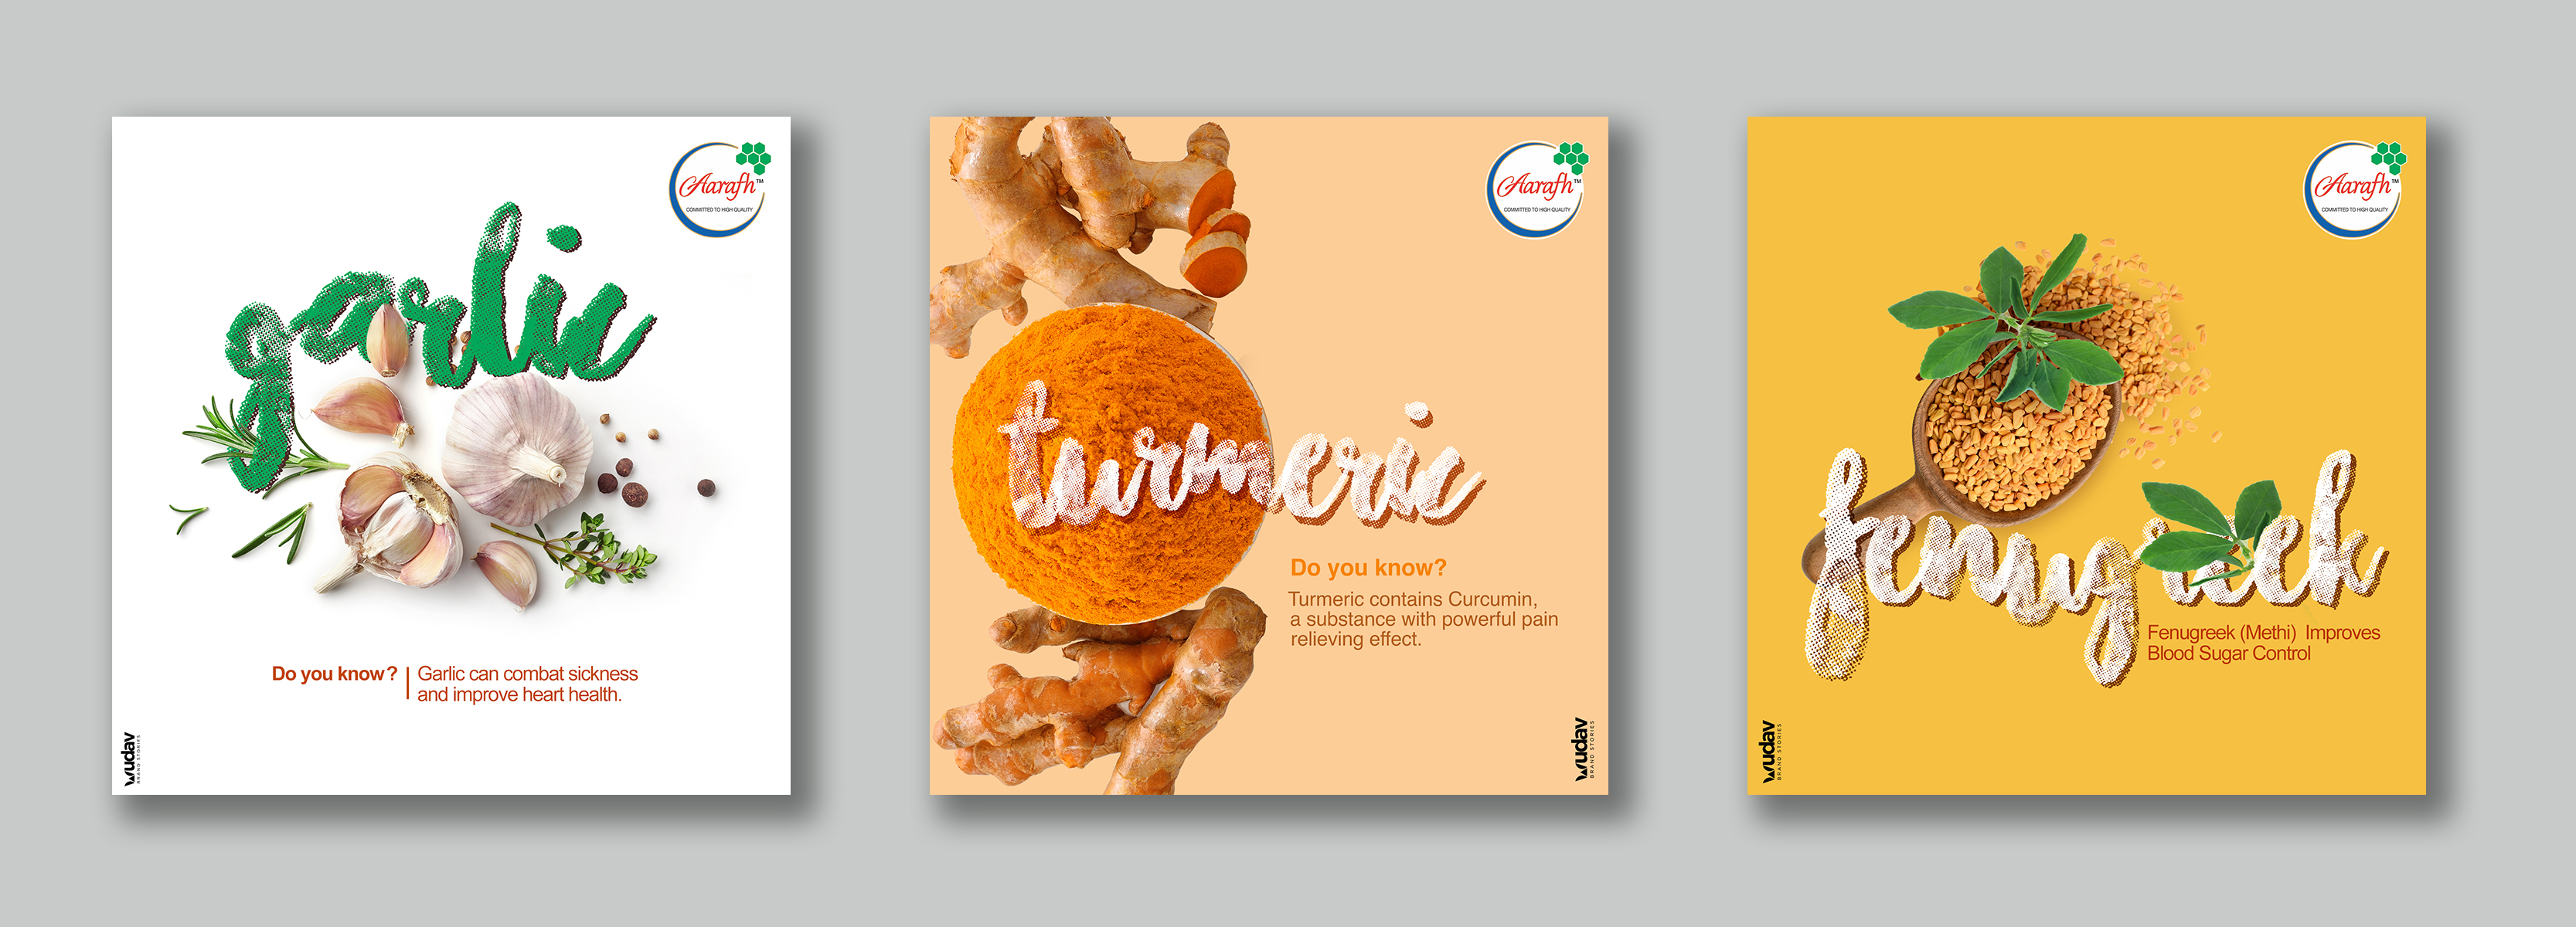 Aarafh™
COMMITTED TO HIGH QUALITY
garlic
Do you know? | Garlic can combat sickness
and improve heart health.
wudav
BRAND STORIES
Aarafh™
COMMITTED TO HIGH QUALITY
turmeric
Do you know?
Turmeric contains Curcumin,
a substance with powerful pain
relieving effect.
wudav
BRAND STORIES
Aarafh™
COMMITTED TO HIGH QUALITY
fenugreek
Fenugreek (Methi) Improves
Blood Sugar Control
wudav
BRAND STORIES